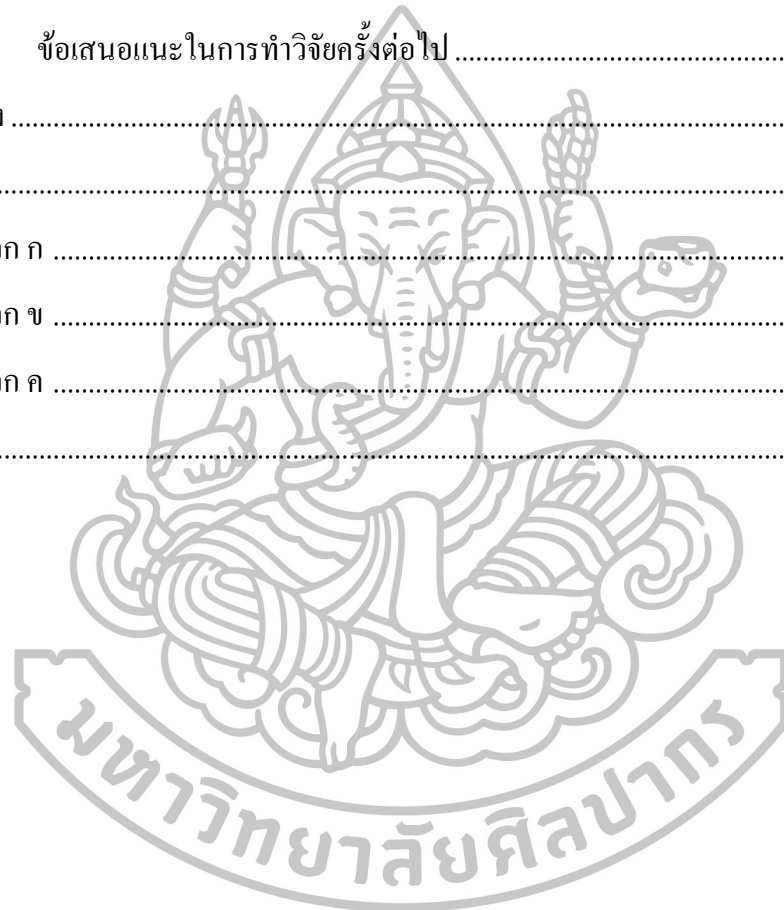 ข้อเสนอแนะในการทำวิจัยครั้งต่อไป ................................................
ก ก ................................................
ก ข ................................................
ก ค ................................................
มหาวิทยาลัยศิลปากร